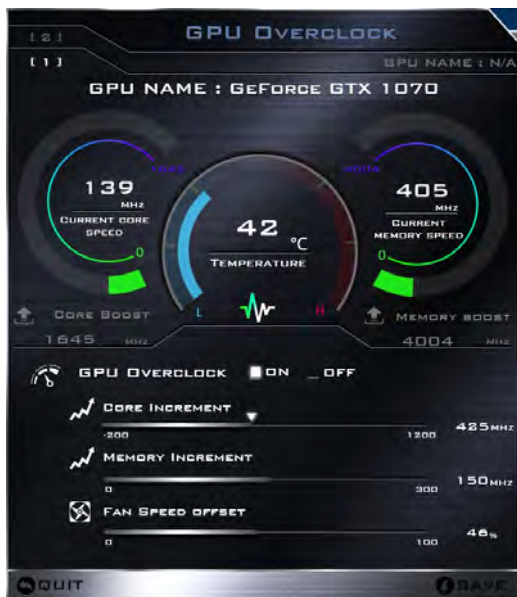 [2]
GPU Overclock
[1]
GPU NAME : N/A
GPU NAME : GeForce GTX 1070
139
MHz
Current core
speed
0
42 °C
Temperature
L
H
405
MHz
Current
memory speed
0
Core Boost
1645 MHz
Memory boost
4004 MHz
GPU Overclock ON _OFF
Core Increment
-200
1200
425MHz
Memory Increment
0
300
150MHz
Fan Speed offset
0
100
46%
Quit
Save